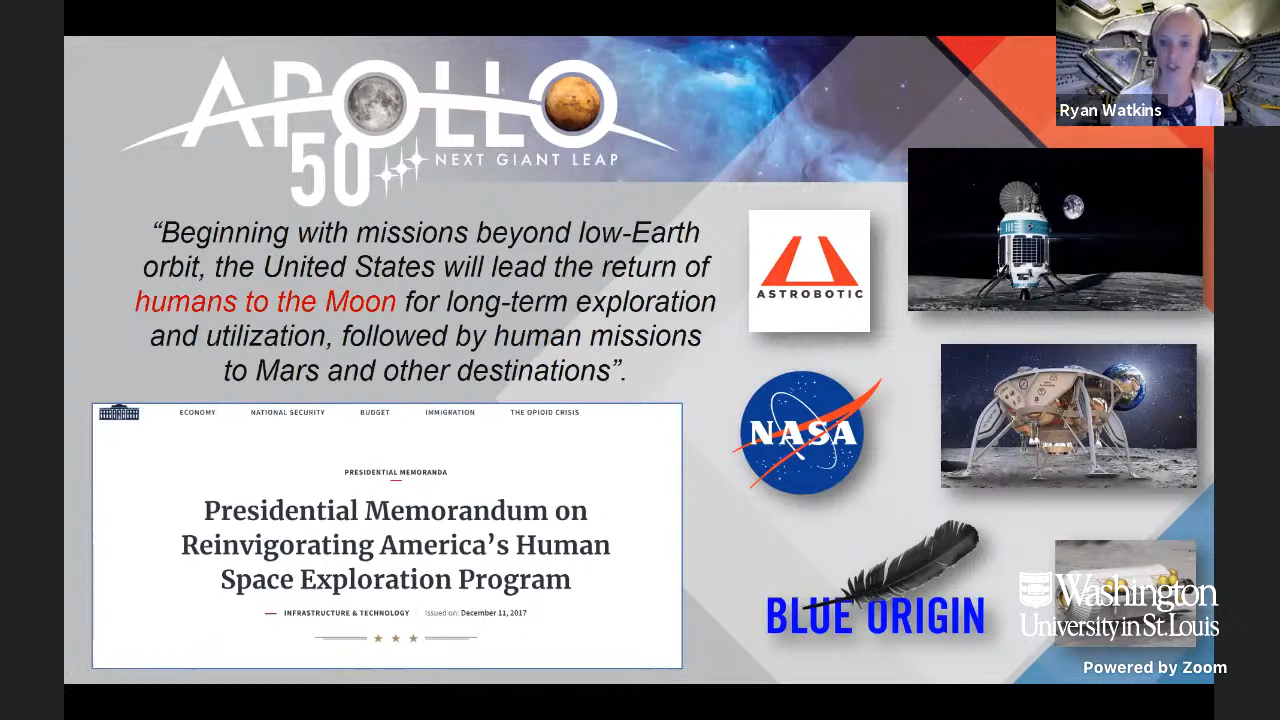 Ryan Watkins
APOLLO
50
NEXT GIANT LEAP
“Beginning with missions beyond low-Earth
orbit, the United States will lead the return of
humans to the Moon for long-term exploration
and utilization, followed by human missions
to Mars and other destinations”.
ECONOMY NATIONAL SECURITY BUDGET IMMIGRATION THE OPIOID CRISIS
PRESIDENTIAL MEMORANDA
Presidential Memorandum on
Reinvigorating America’s Human
Space Exploration Program
INFRASTRUCTURE & TECHNOLOGY Issued on: December 11, 2017
ASTROBOTIC
NASA
BLUE ORIGIN
Washington
University in St. Louis
Powered by Zoom